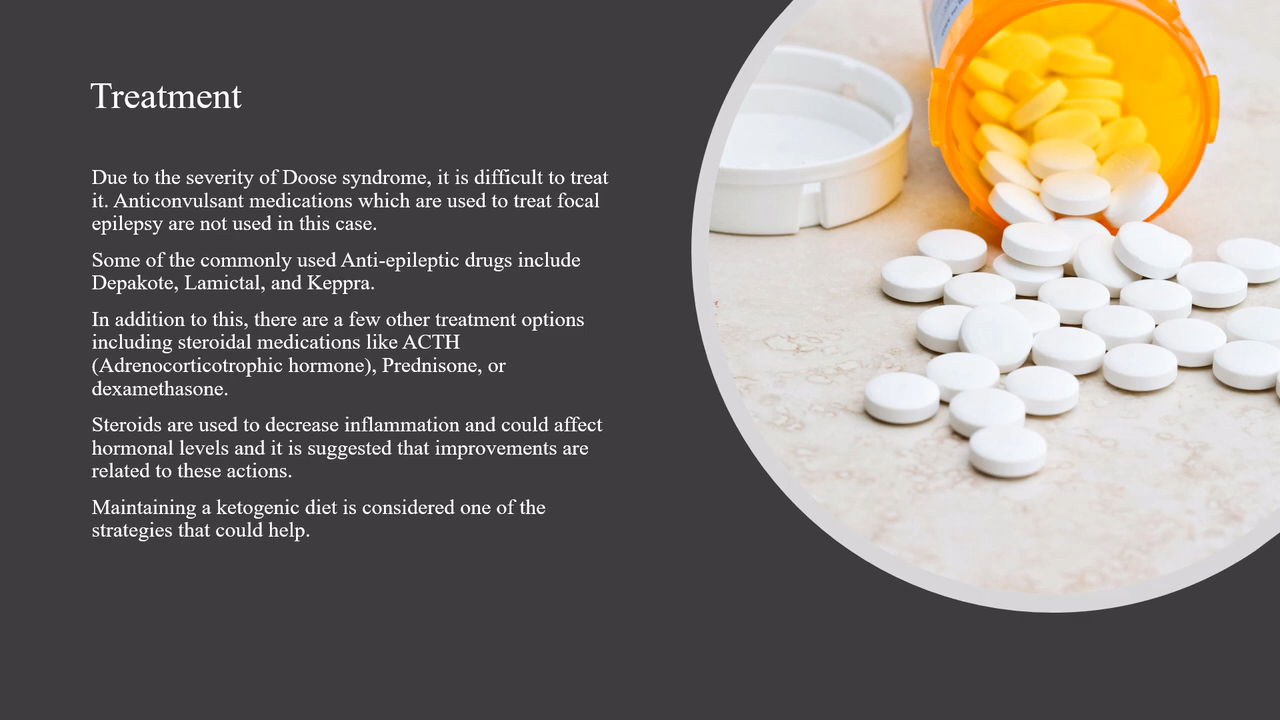 Treatment
Due to the severity of Doose syndrome, it is difficult to treat
it. Anticonvulsant medications which are used to treat focal
epilepsy are not used in this case.
Some of the commonly used Anti-epileptic drugs include
Depakote, Lamictal, and Keppra.
In addition to this, there are a few other treatment options
including steroidal medications like ACTH
(Adrenocorticotrophic hormone), Prednisone, or
dexamethasone.
Steroids are used to decrease inflammation and could affect
hormonal levels and it is suggested that improvements are
related to these actions.
Maintaining a ketogenic diet is considered one of the
strategies that could help.